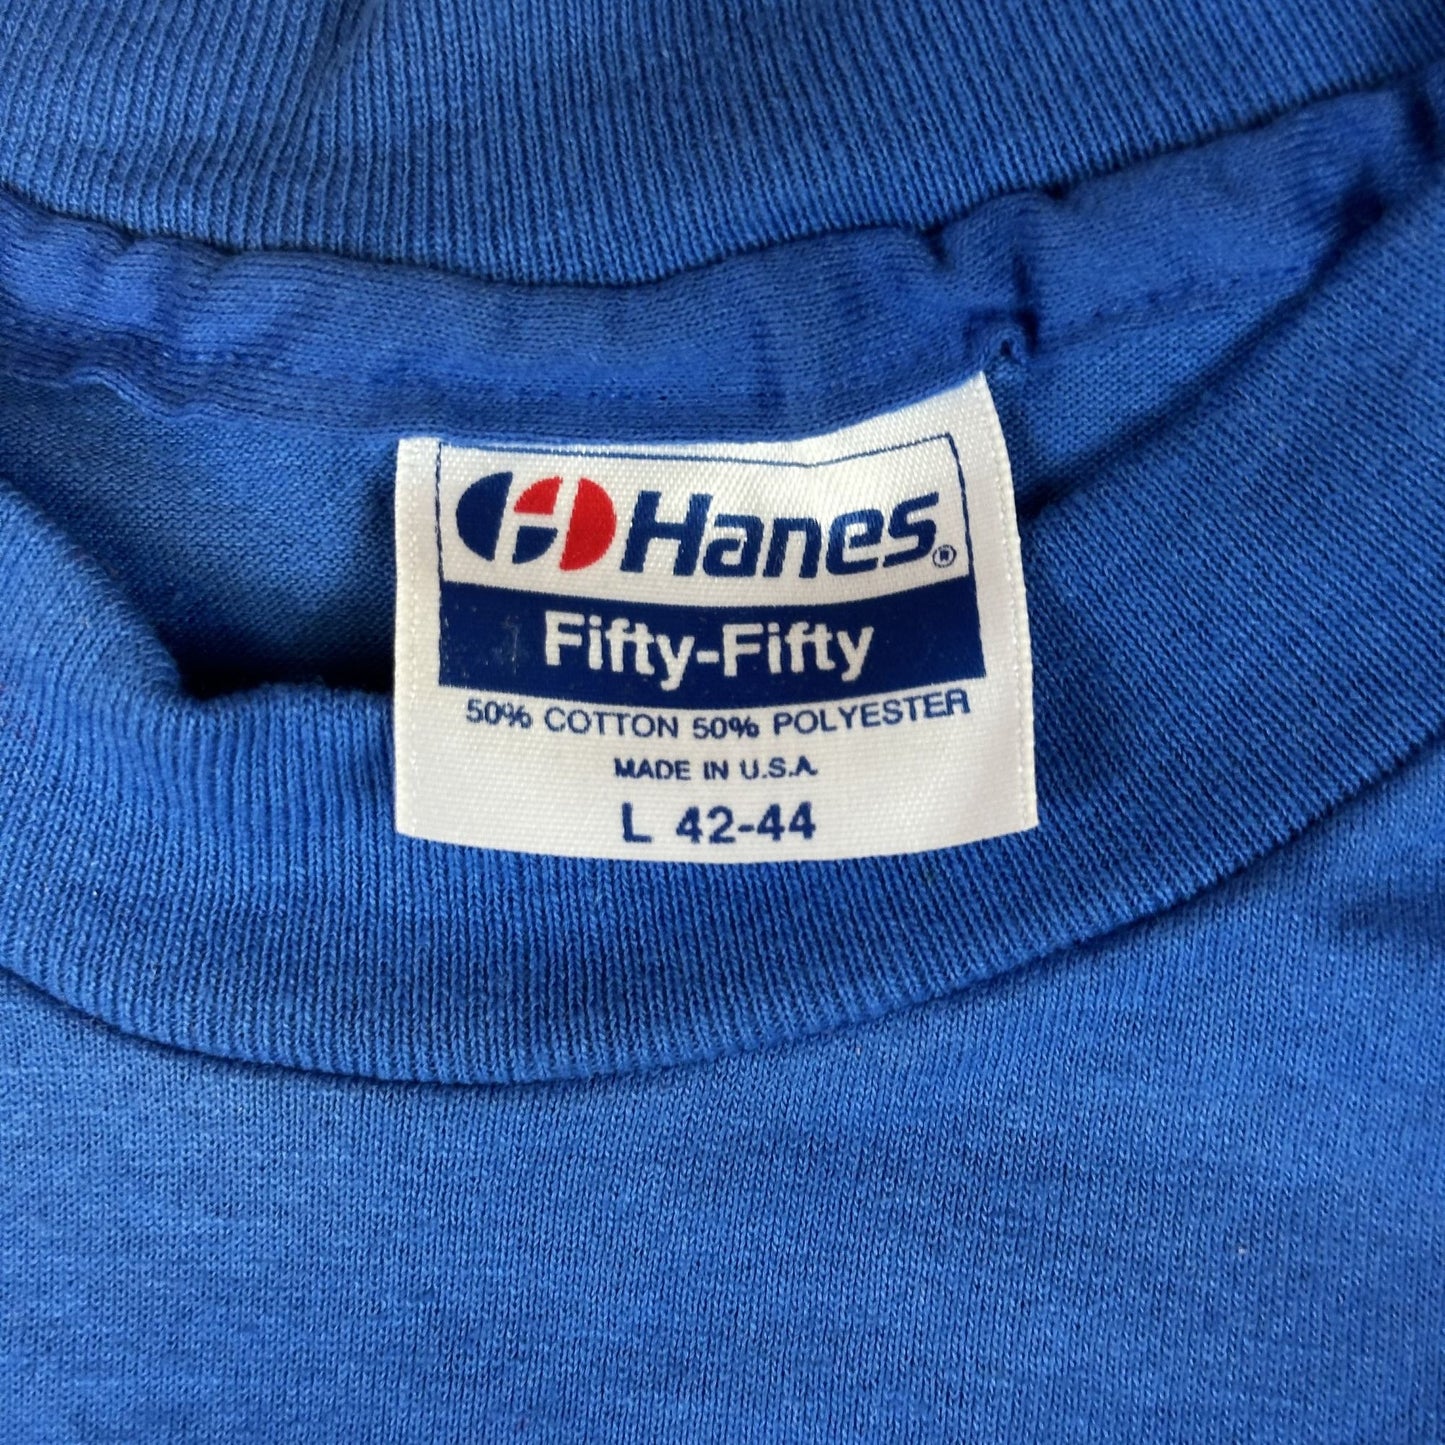 Hanes®
Fifty-Fifty
50% COTTON 50% POLYESTER
MADE IN U.S.A.
L 42-44